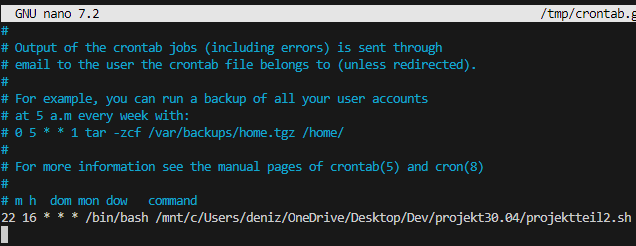 GNU nano 7.2 /tmp/crontab.g
#
# Output of the crontab jobs (including errors) is sent through
# email to the user the crontab file belongs to (unless redirected).
#
# For example, you can run a backup of all your user accounts
# at 5 a.m every week with:
# 0 5 * * 1 tar -zcf /var/backups/home.tgz /home/
#
# For more information see the manual pages of crontab(5) and cron(8)
#
# m h  dom mon dow   command
22 16 * * * /bin/bash /mnt/c/Users/deniz/OneDrive/Desktop/Dev/projekt30.04/projektteil2.sh